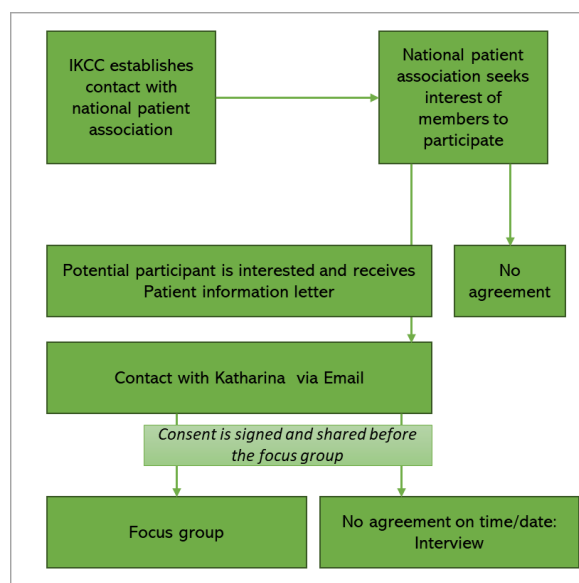 IKCC establishes
contact with
national patient
association
National patient
association seeks
interest of
members to
participate
Potential participant is interested and receives
Patient information letter
No
agreement
Contact with Katharina via Email
Consent is signed and shared before
the focus group
Focus group
No agreement on time/date:
Interview